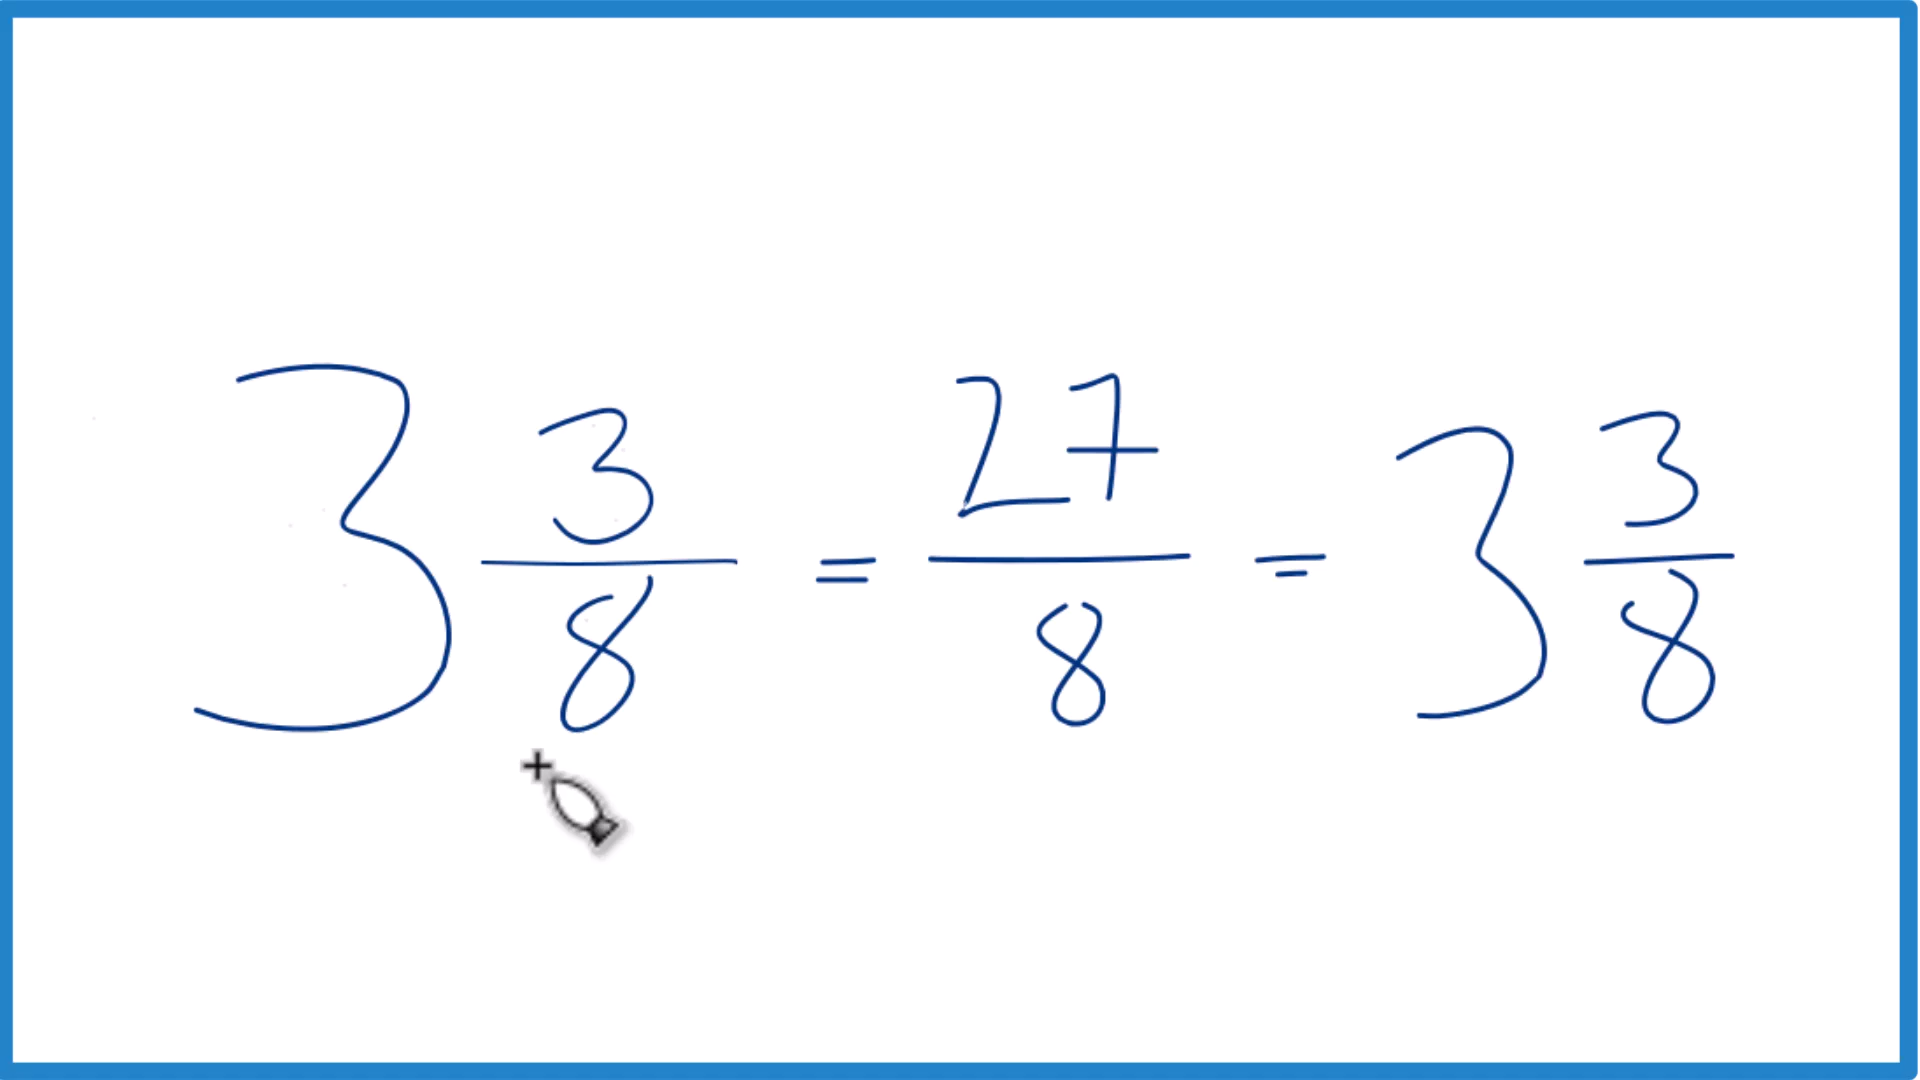 3 3/8 = 27/8 = 3 3/8